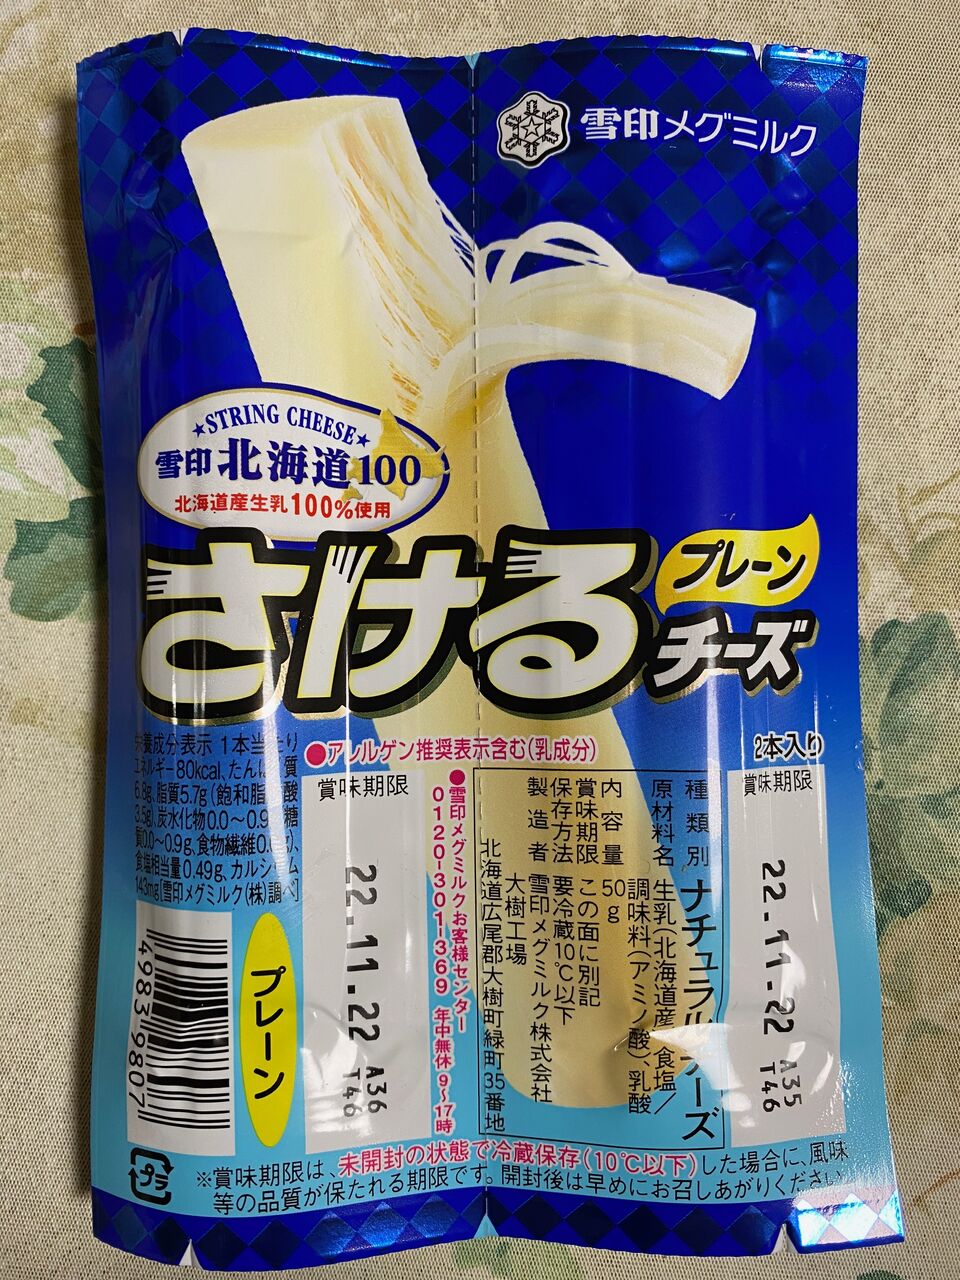 雪印メグミルク
★STRING CHEESE★
雪印北海道100
北海道産生乳100%使用
さける
プレーン
チーズ
2本入り
●アレルゲン推奨表示含む(乳成分)
栄養成分表示 1本当たり
エネルギー80kcal、たんぱく質
6.8g、脂質5.7g(飽和脂肪酸
3.5g)、炭水化物0.0～0.9g(糖
質0.0～0.9g、食物繊維0.0g)、
食塩相当量0.49g、カルシウム
143mg[雪印メグミルク(株)調べ]
4983 9807
プレーン
賞味期限
22.11.22 A36
T46
●雪印メグミルクお客様センター
0120-301-369 年中無休 9～17時
種類別 ナチュラルチーズ
原材料名 生乳(北海道産)、食塩/
調味料(アミノ酸)、乳酸
内容量 50g
賞味期限 この面に別記
保存方法 要冷蔵10℃以下
製造者 雪印メグミルク株式会社
大樹工場
北海道広尾郡大樹町緑町35番地
賞味期限
22.11.22 A35
T46
プラ
※賞味期限は、未開封の状態で冷蔵保存(10℃以下)した場合に、風味
等の品質が保たれる期限です。開封後は早めにお召しあがりください。